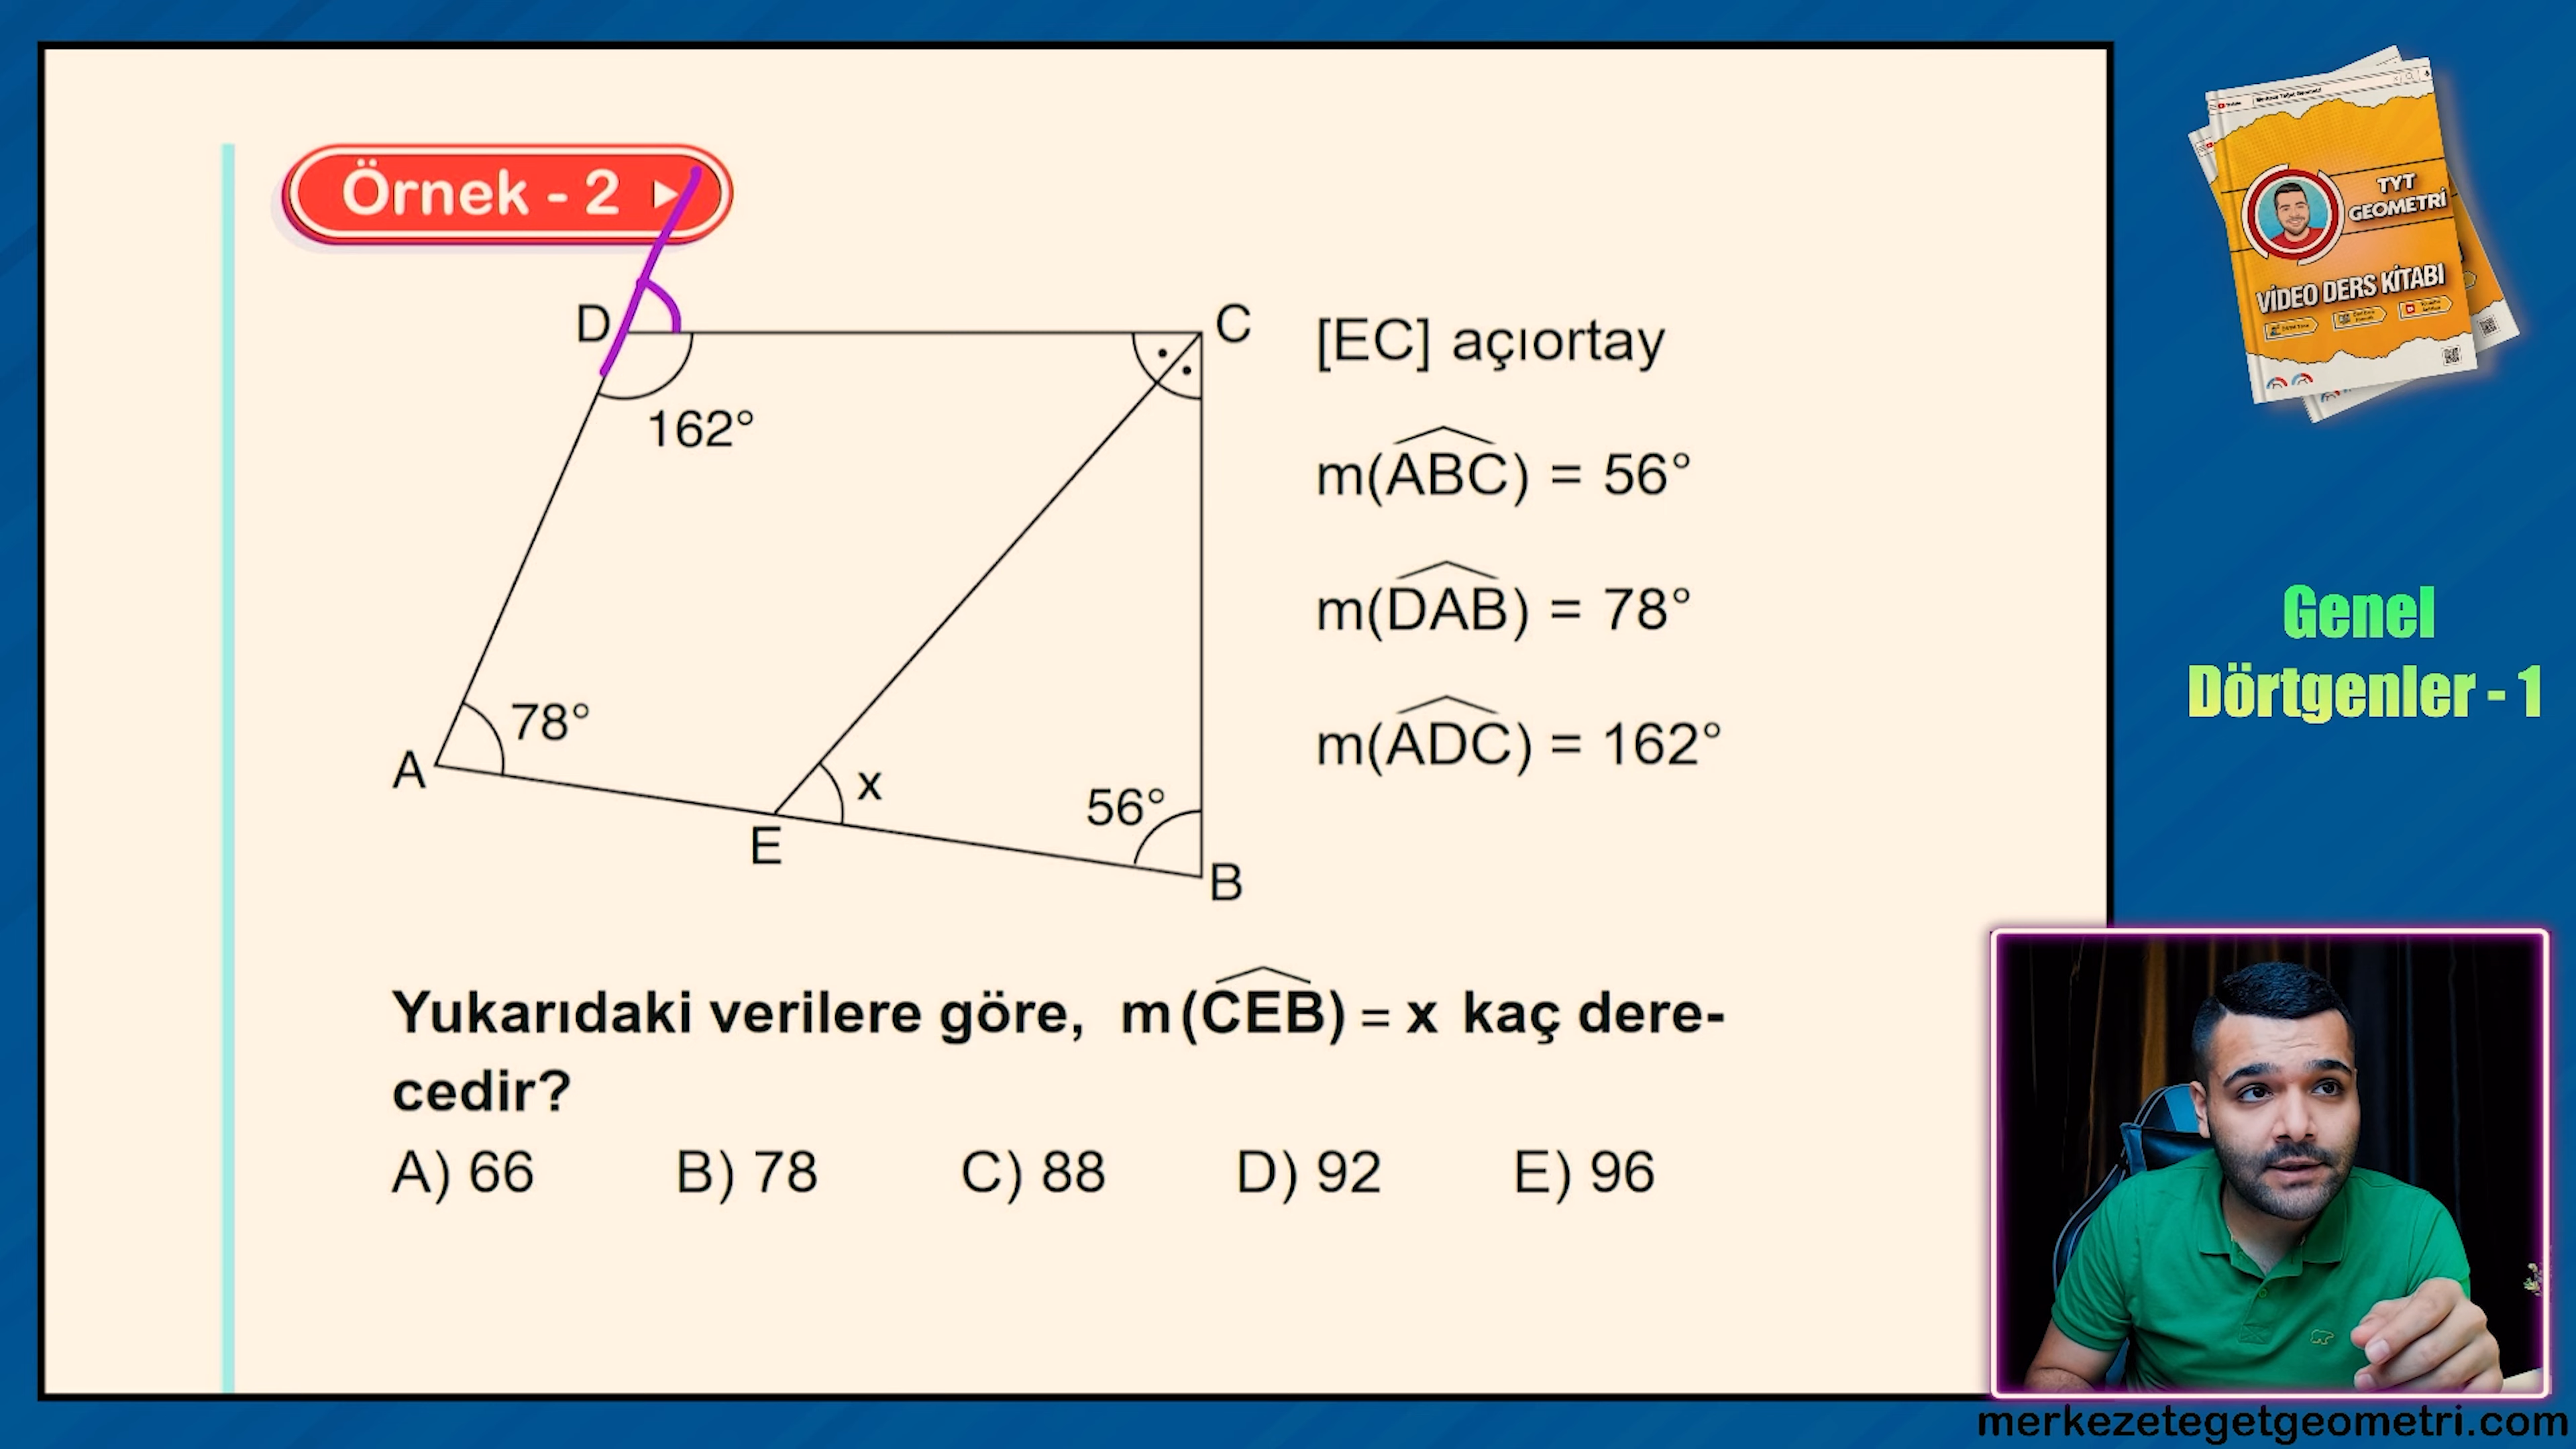 Örnek - 2
D
C
162°
A
78°
E
x
56°
B
[EC] açıortay
m(ABC) = 56°
m(DAB) = 78°
m(ADC) = 162°
Yukarıdaki verilere göre, m(CEB) = x kaç dere-
cedir?
A) 66 B) 78 C) 88 D) 92 E) 96
TYT
GEOMETRİ
VİDEO DERS KİTABI
Genel
Dörtgenler - 1
merkezetegetgeometri.com